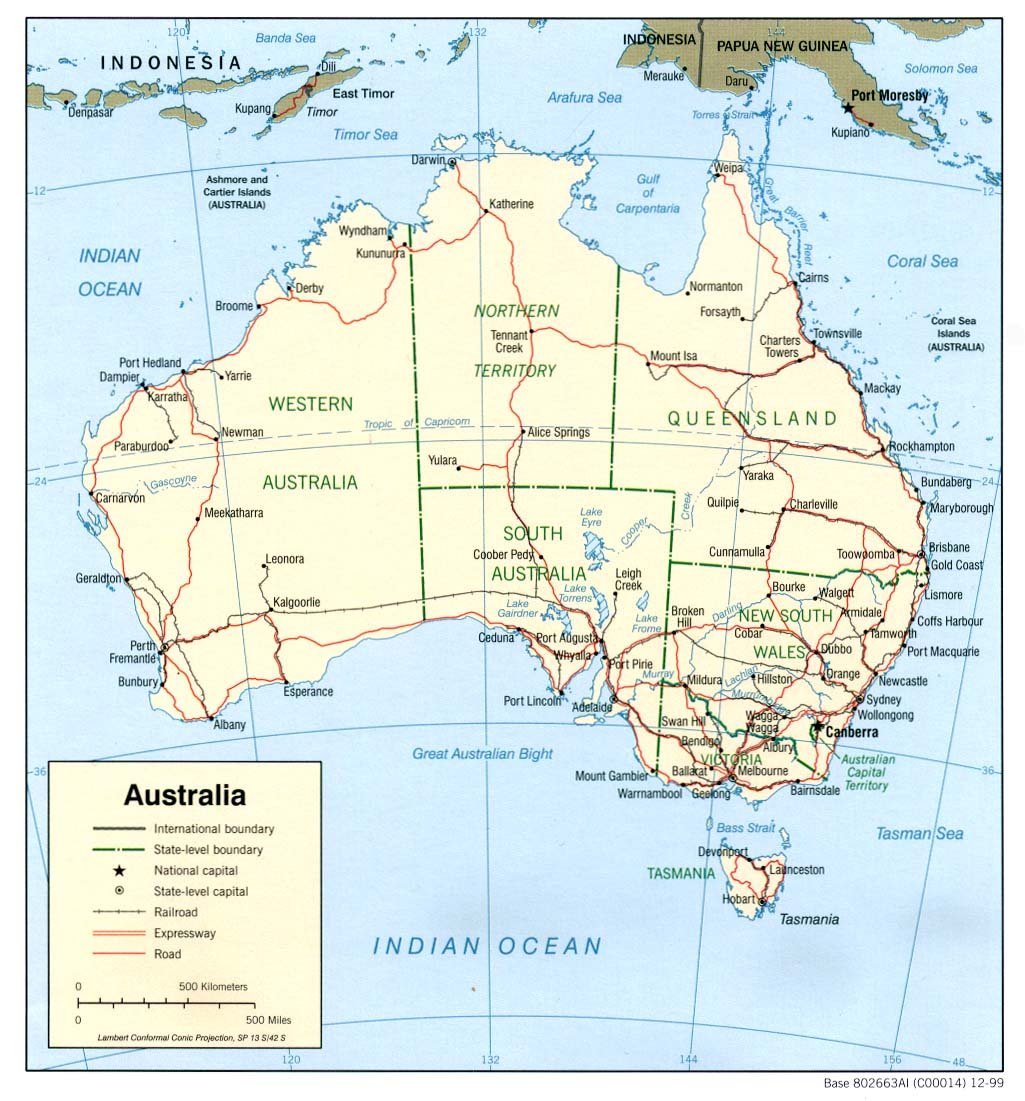 120
132
144
Banda Sea
INDONESIA
INDONESIA
PAPUA NEW GUINEA
Dili
Merauke
Daru
Solomon Sea
East Timor
Port Moresby
Denpasar
Kupang
Timor
Arafura Sea
Torres Strait
Kupiano
Timor Sea
Darwin
Weipa
12
12
Ashmore and
Cartier Islands
(AUSTRALIA)
Gulf
of
Carpentaria
Great Barrier Reef
Katherine
Wyndham
Kununurra
INDIAN
OCEAN
Coral Sea
Derby
Broome
Normanton
Cairns
NORTHERN
Forsayth
Tennant
Creek
Coral Sea
Islands
(AUSTRALIA)
Townsville
Charters
Towers
Port Hedland
Mount Isa
TERRITORY
Dampier
Yarrie
Karratha
Mackay
WESTERN
QUEENSLAND
Tropic of Capricorn
Newman
Alice Springs
Paraburdoo
Rockhampton
Yulara
Yaraka
24
24
Gascoyne
AUSTRALIA
Bundaberg
Carnarvon
Creek
Quilpie
Charleville
Maryborough
Meekatharra
Lake
Eyre
Cooper
SOUTH
Coober Pedy
Cunnamulla
Toowoomba
Brisbane
Gold Coast
Leonora
AUSTRALIA
Leigh
Creek
Geraldton
Bourke
Walgett
Lismore
Lake
Torrens
Kalgoorlie
Lake
Gairdner
Lake
Frome
Broken
Hill
Darling
NEW SOUTH
Armidale
Coffs Harbour
Ceduna
Port Augusta
Cobar
Tamworth
Perth
Fremantle
Whyalla
WALES
Dubbo
Port Macquarie
Port Pirie
Bunbury
Esperance
Murray
Mildura
Lachlan
Hillston
Orange
Newcastle
Port Lincoln
Adelaide
Murrumbidgee
Sydney
Albany
Swan Hill
Wagga
Wagga
Wollongong
Canberra
Bendigo
Albury
Great Australian Bight
VICTORIA
Australian
Capital
Territory
36
36
Mount Gambier
Ballarat
Melbourne
Warrnambool
Geelong
Bairnsdale
Bass Strait
Tasman Sea
Devonport
TASMANIA
Launceston
Hobart
Tasmania
INDIAN OCEAN
Australia
International boundary
State-level boundary
National capital
State-level capital
Railroad
Expressway
Road
0 500 Kilometers
0 500 Miles
Lambert Conformal Conic Projection, SP 13 S/42 S
120
132
144
156
48
Base 802663AI (C00014) 12-99